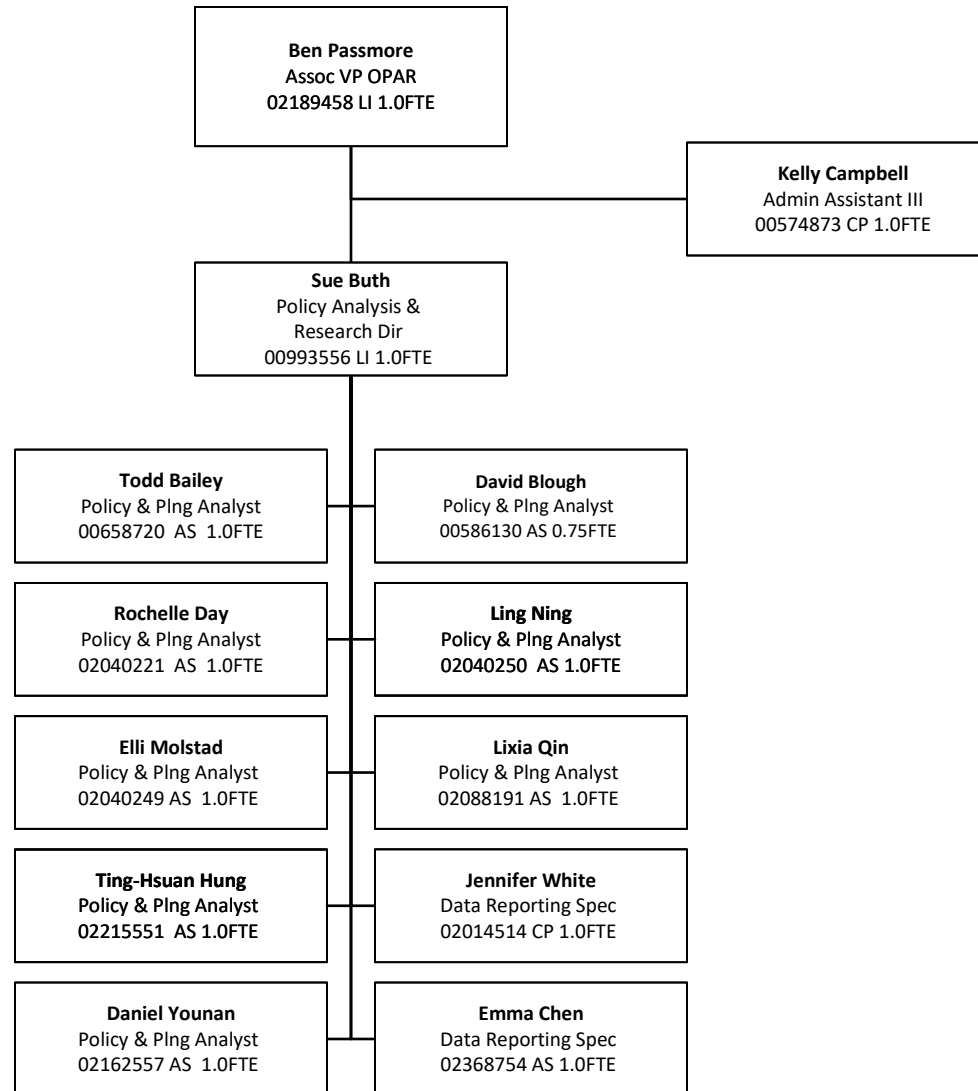 Ben Passmore
Assoc VP OPAR
02189458 LI 1.0FTE
Kelly Campbell
Admin Assistant III
00574873 CP 1.0FTE
Sue Buth
Policy Analysis &
Research Dir
00993556 LI 1.0FTE
Todd Bailey
Policy & Plng Analyst
00658720  AS  1.0FTE
David Blough
Policy & Plng Analyst
00586130 AS 0.75FTE
Rochelle Day
Policy & Plng Analyst
02040221  AS  1.0FTE
Ling Ning
Policy & Plng Analyst
02040250  AS 1.0FTE
Elli Molstad
Policy & Plng Analyst
02040249 AS  1.0FTE
Lixia Qin
Policy & Plng Analyst
02088191 AS  1.0FTE
Ting-Hsuan Hung
Policy & Plng Analyst
02215551  AS 1.0FTE
Jennifer White
Data Reporting Spec
02014514 CP 1.0FTE
Daniel Younan
Policy & Plng Analyst
02162557 AS  1.0FTE
Emma Chen
Data Reporting Spec
02368754 AS 1.0FTE